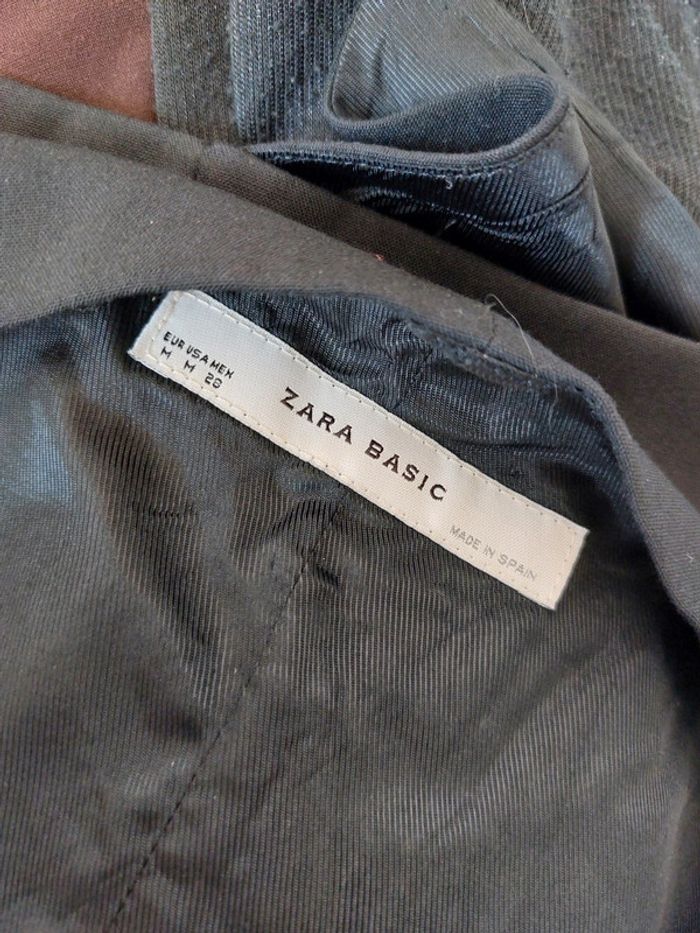 EUR USA MEX
M M 28
ZARA BASIC
MADE IN SPAIN